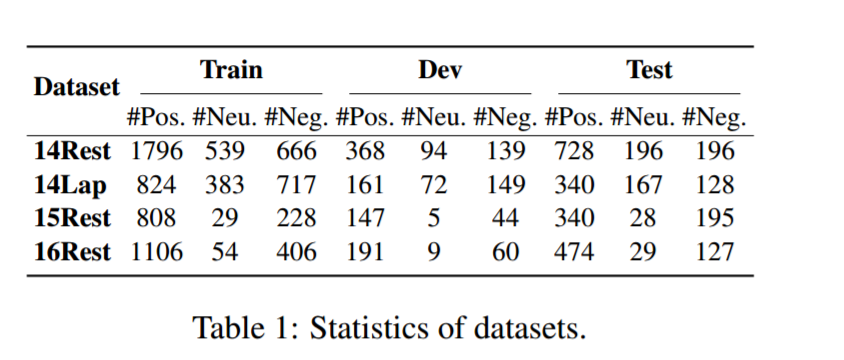 Dataset Train Dev Test
#Pos. #Neu. #Neg. #Pos. #Neu. #Neg. #Pos. #Neu. #Neg.
14Rest 1796 539 666 368 94 139 728 196 196
14Lap 824 383 717 161 72 149 340 167 128
15Rest 808 29 228 147 5 44 340 28 195
16Rest 1106 54 406 191 9 60 474 29 127
Table 1: Statistics of datasets.